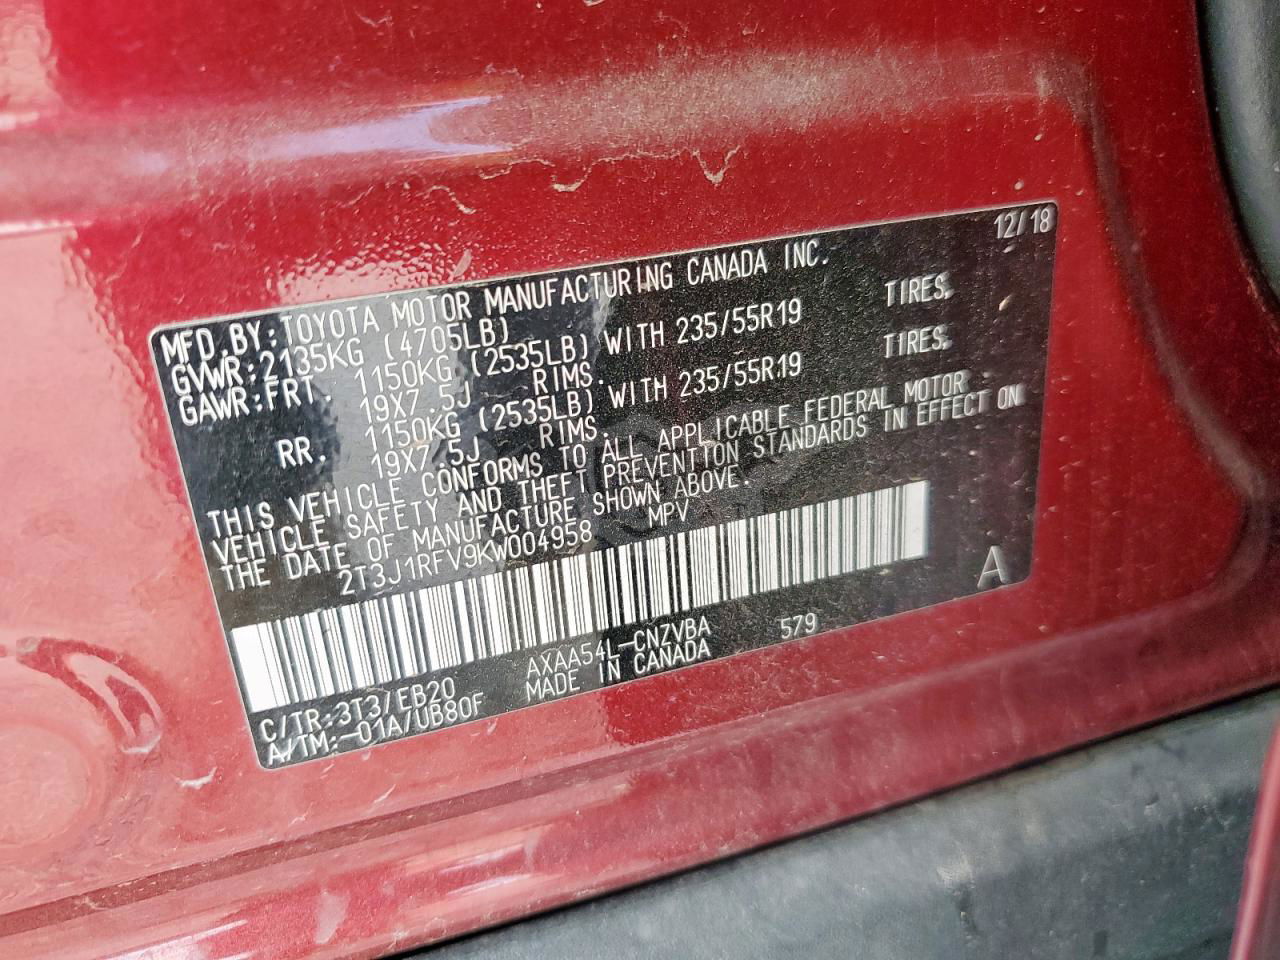 12/18
MFD.BY:TOYOTA MOTOR MANUFACTURING CANADA INC.
GVWR:2135KG (4705LB)
GAWR:FRT. 1150KG (2535LB) WITH 235/55R19 TIRES,
19X7.5J RIMS.
RR. 1150KG (2535LB) WITH 235/55R19 TIRES,
19X7.5J RIMS.
THIS VEHICLE CONFORMS TO ALL APPLICABLE FEDERAL MOTOR
VEHICLE SAFETY AND THEFT PREVENTION STANDARDS IN EFFECT ON
THE DATE OF MANUFACTURE SHOWN ABOVE.
2T3J1RFV9KW004958 MPV
A
C/TR:3T3/EB20 AXAA54L-CNZVBA 579
A/TM:-01A/UB80F MADE IN CANADA